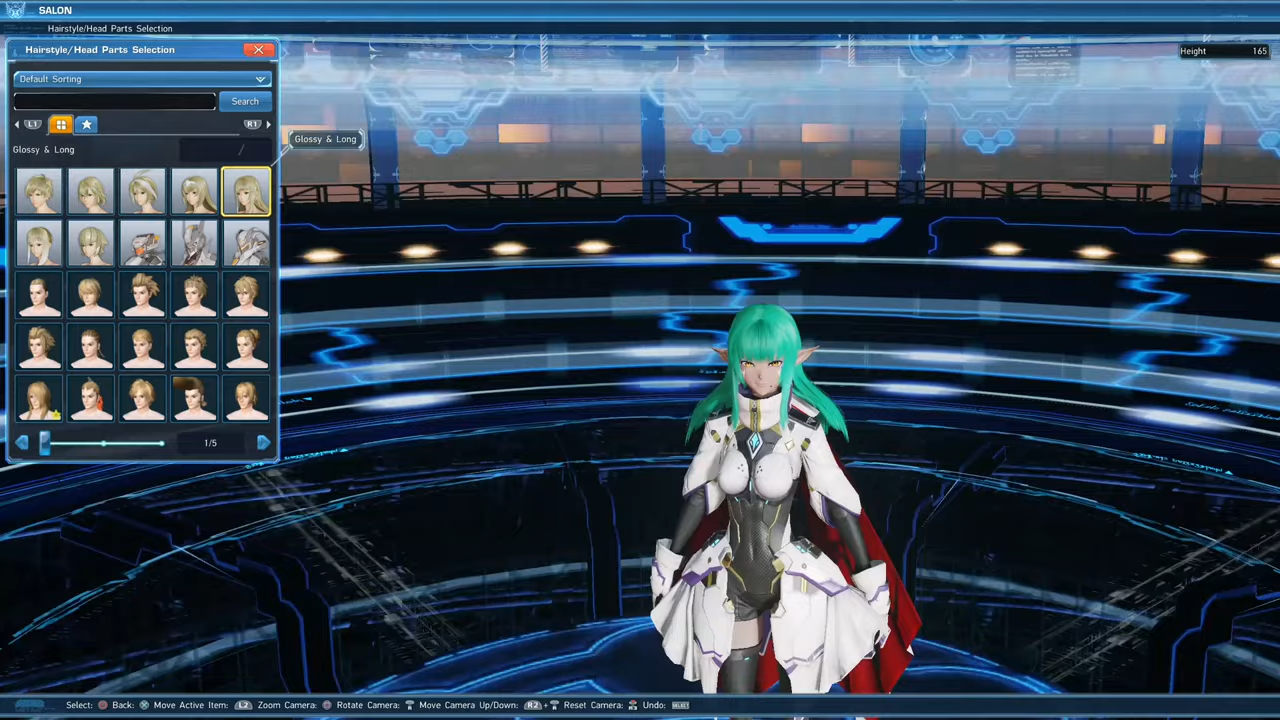 SALON
Hairstyle/Head Parts Selection
Hairstyle/Head Parts Selection
Height 165
Default Sorting
Search
L1
R1
Glossy & Long
Glossy & Long /
1/5
Select: Back: Move Active Item: L2 Zoom Camera: Rotate Camera: Move Camera Up/Down: R2 + Reset Camera: Undo: SELECT